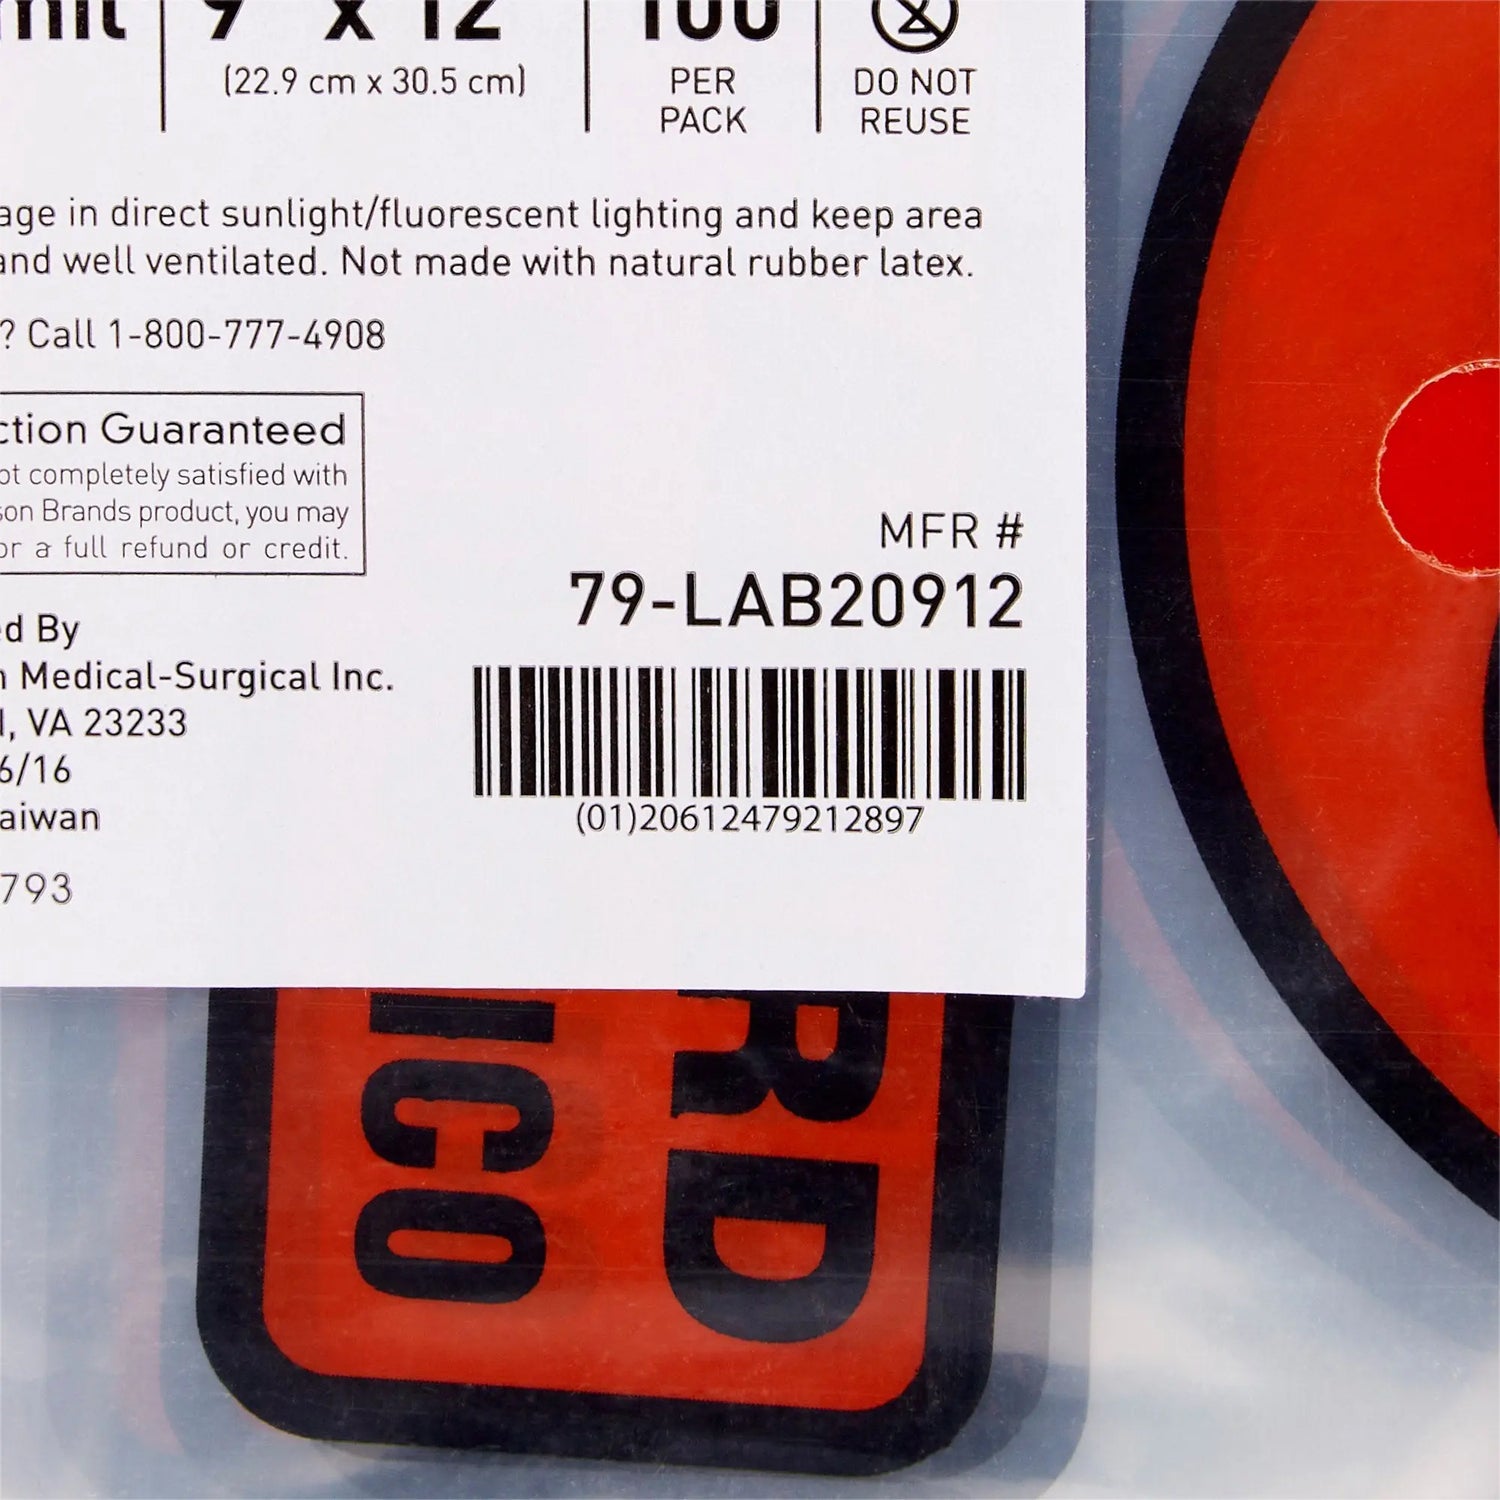 mil
9" x 12"
100
(22.9 cm x 30.5 cm)
PER
PACK
DO NOT
REUSE
age in direct sunlight/fluorescent lighting and keep area
and well ventilated. Not made with natural rubber latex.
? Call 1-800-777-4908
ction Guaranteed
ot completely satisfied with
son Brands product, you may
or a full refund or credit.
MFR #
79-LAB20912
ed By
n Medical-Surgical Inc.
l, VA 23233
6/16
aiwan
(01)20612479212897
793
RD
ICO